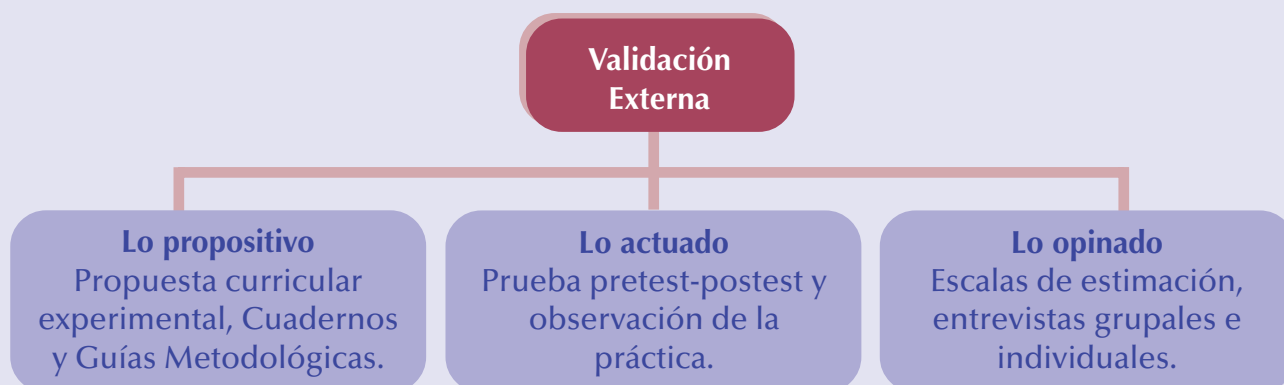 Validación
Externa
Lo propositivo
Propuesta curricular
experimental, Cuadernos
y Guías Metodológicas.
Lo actuado
Prueba pretest-postest y
observación de la
práctica.
Lo opinado
Escalas de estimación,
entrevistas grupales e
individuales.